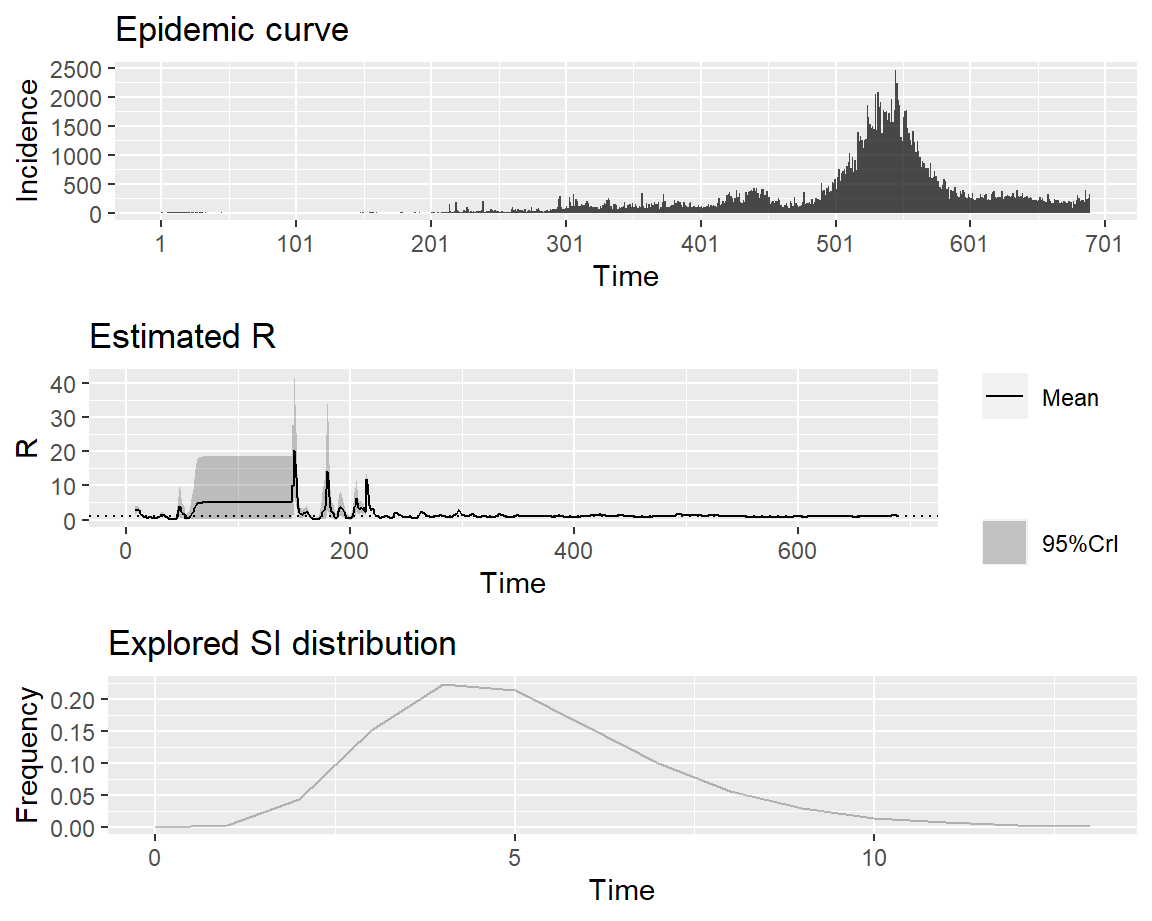 Epidemic curve
Incidence
2500
2000
1500
1000
500
0
1 101 201 301 401 501 601 701
Time
Estimated R
R
40
30
20
10
0
0 200 400 600
Time
Mean
95%CrI
Explored SI distribution
Frequency
0.20
0.15
0.10
0.05
0.00
0 5 10
Time